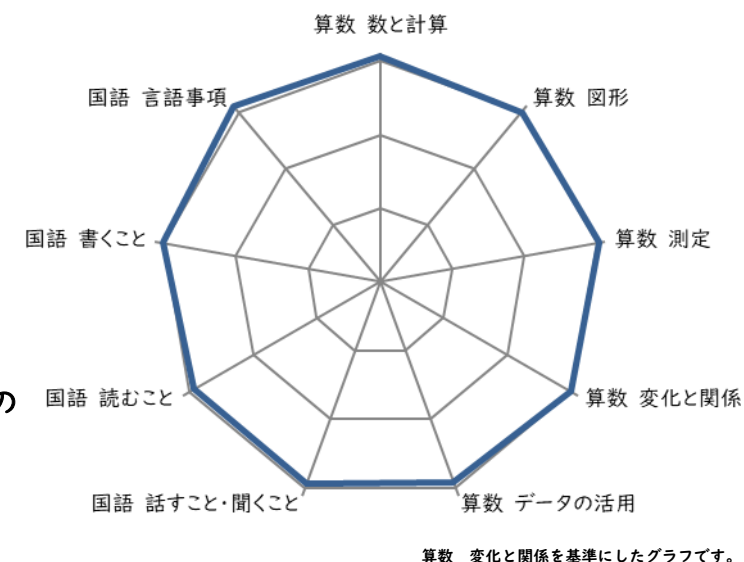 算数 数と計算
国語 言語事項
算数 図形
国語 書くこと
算数 測定
の
国語 読むこと
算数 変化と関係
国語 話すこと・聞くこと
算数 データの活用
算数　変化と関係を基準にしたグラフです。